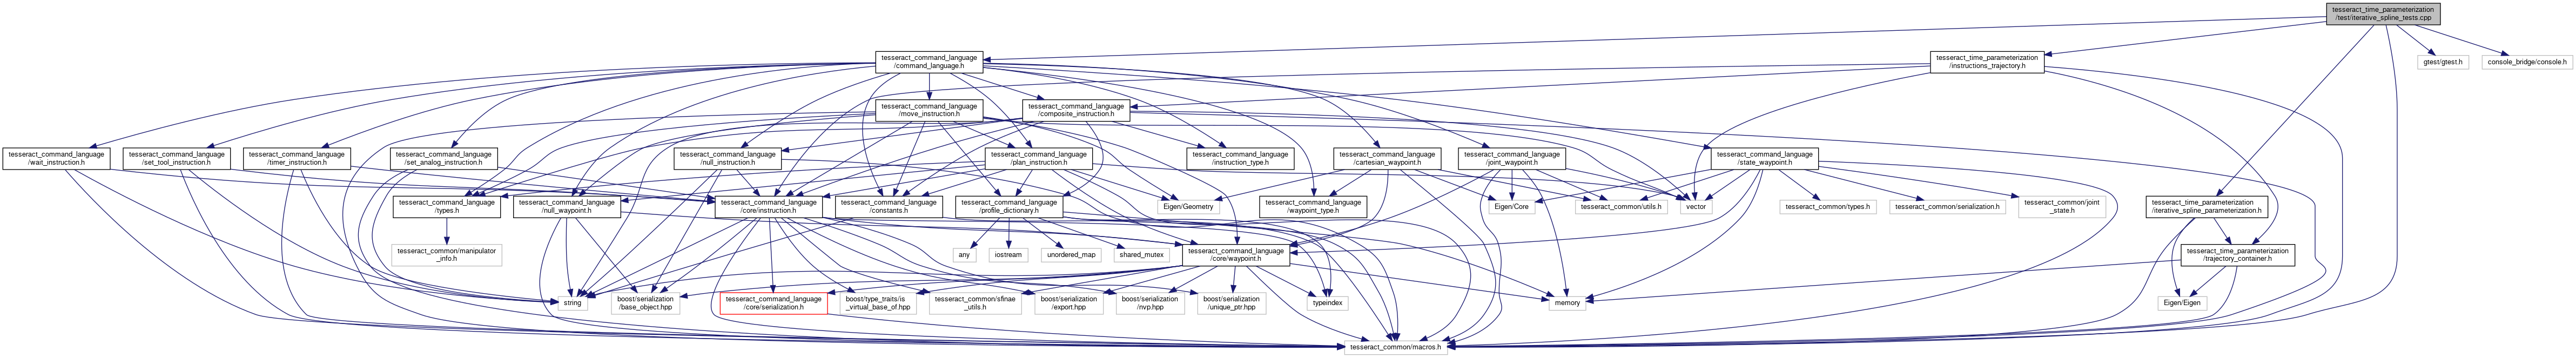 tesseract_time_parameterization
/test/iterative_spline_tests.cpp
tesseract_command_language
/command_language.h
tesseract_time_parameterization
/instructions_trajectory.h
gtest/gtest.h
console_bridge/console.h
tesseract_command_language
/move_instruction.h
tesseract_command_language
/composite_instruction.h
tesseract_command_language
/wait_instruction.h
tesseract_command_language
/set_tool_instruction.h
tesseract_command_language
/timer_instruction.h
tesseract_command_language
/set_analog_instruction.h
tesseract_command_language
/null_instruction.h
tesseract_command_language
/plan_instruction.h
tesseract_command_language
/instruction_type.h
tesseract_command_language
/cartesian_waypoint.h
tesseract_command_language
/joint_waypoint.h
tesseract_command_language
/state_waypoint.h
tesseract_command_language
/types.h
tesseract_command_language
/null_waypoint.h
tesseract_command_language
/core/instruction.h
tesseract_command_language
/constants.h
tesseract_command_language
/profile_dictionary.h
Eigen/Geometry
tesseract_command_language
/waypoint_type.h
Eigen/Core
tesseract_common/utils.h
vector
tesseract_common/types.h
tesseract_common/serialization.h
tesseract_common/joint
_state.h
tesseract_time_parameterization
/iterative_spline_parameterization.h
tesseract_common/manipulator
_info.h
any
iostream
unordered_map
shared_mutex
tesseract_command_language
/core/waypoint.h
tesseract_time_parameterization
/trajectory_container.h
string
boost/serialization
/base_object.hpp
tesseract_command_language
/core/serialization.h
boost/type_traits/is
_virtual_base_of.hpp
tesseract_common/sfinae
_utils.h
boost/serialization
/export.hpp
boost/serialization
/nvp.hpp
boost/serialization
/unique_ptr.hpp
typeindex
memory
Eigen/Eigen
tesseract_common/macros.h